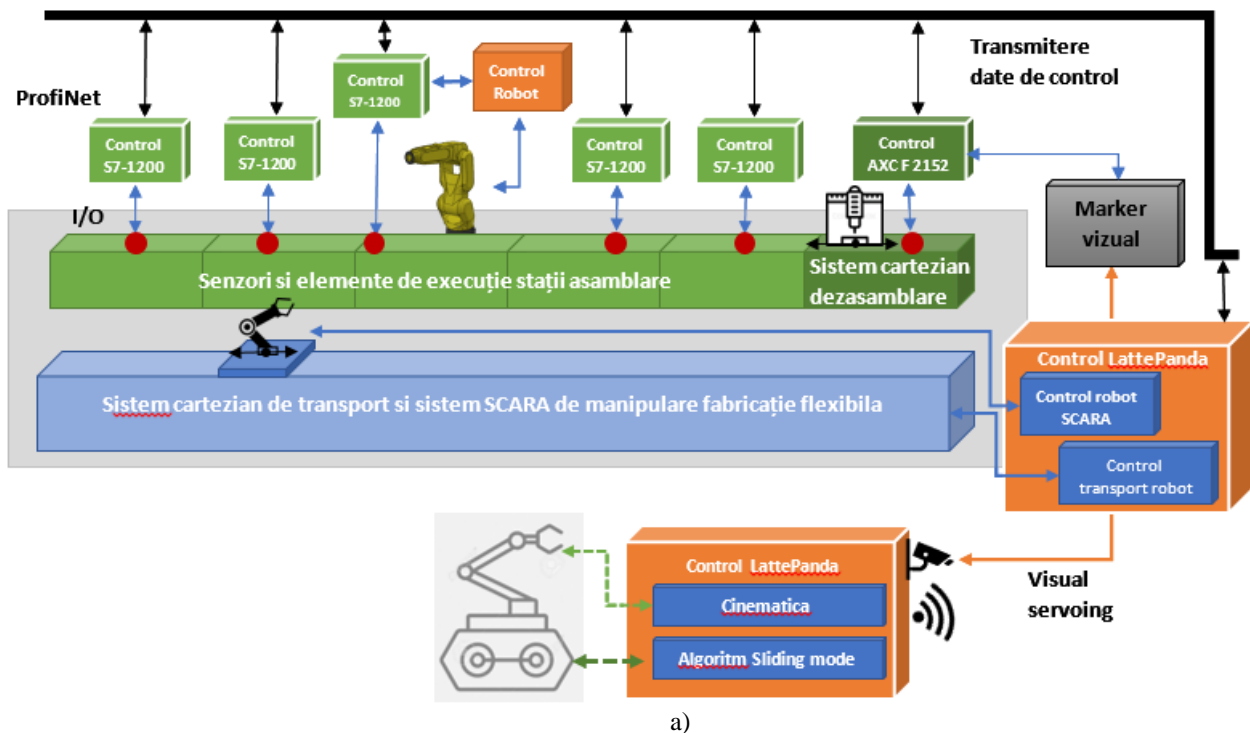 ProfiNet
Control
S7-1200
Control
S7-1200
Control
S7-1200
Control
Robot
Control
S7-1200
Control
S7-1200
Control
AXC F 2152
Transmitere
date de control
Marker
vizual
I/O
Senzori si elemente de execuție stații asamblare
Sistem cartezian
dezasamblare
Sistem cartezian de transport si sistem SCARA de manipulare fabricație flexibila
Control LattePanda
Control robot
SCARA
Control
transport robot
Control LattePanda
Cinematica
Algoritm Sliding mode
Visual
servoing
a)